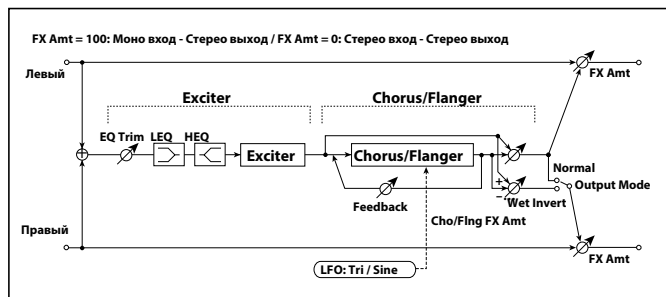 FX Amt = 100: Моно вход - Стерео выход / FX Amt = 0: Стерео вход - Стерео выход
Левый
FX Amt
Exciter
Chorus/Flanger
EQ Trim
LEQ
HEQ
Exciter
Chorus/Flanger
Normal
Output Mode
+
−
Wet Invert
Feedback
Cho/Flng FX Amt
Правый
LFO: Tri / Sine
FX Amt